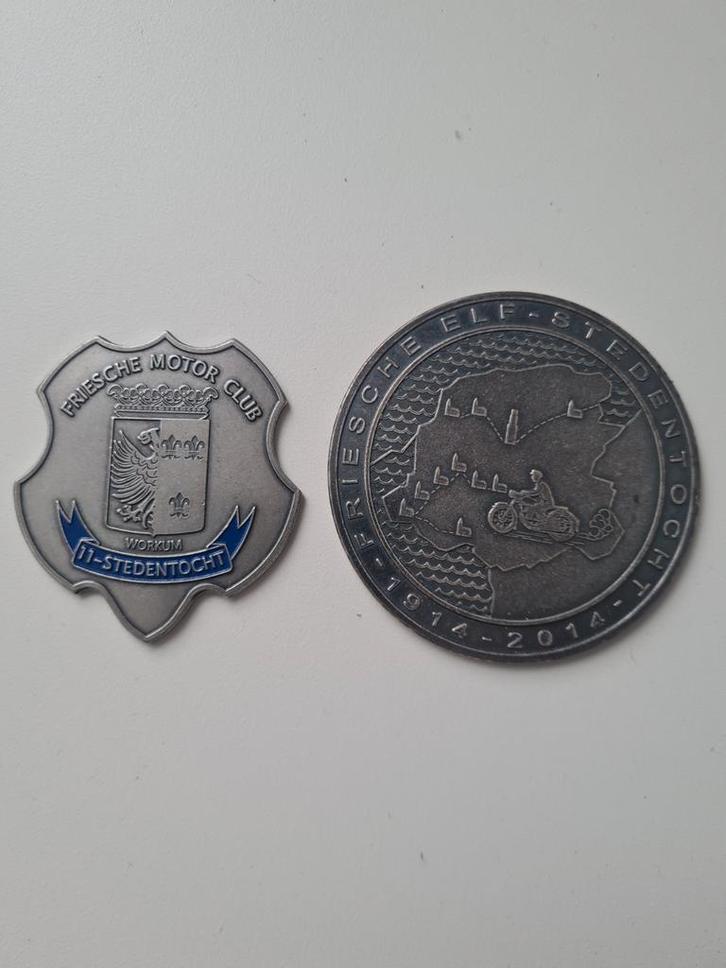 FRIESCHE MOTOR CLUB
WORKUM
11-STEDENTOCHT
FRIESCHE ELF-STEDENTOCHT-
1914-2014-